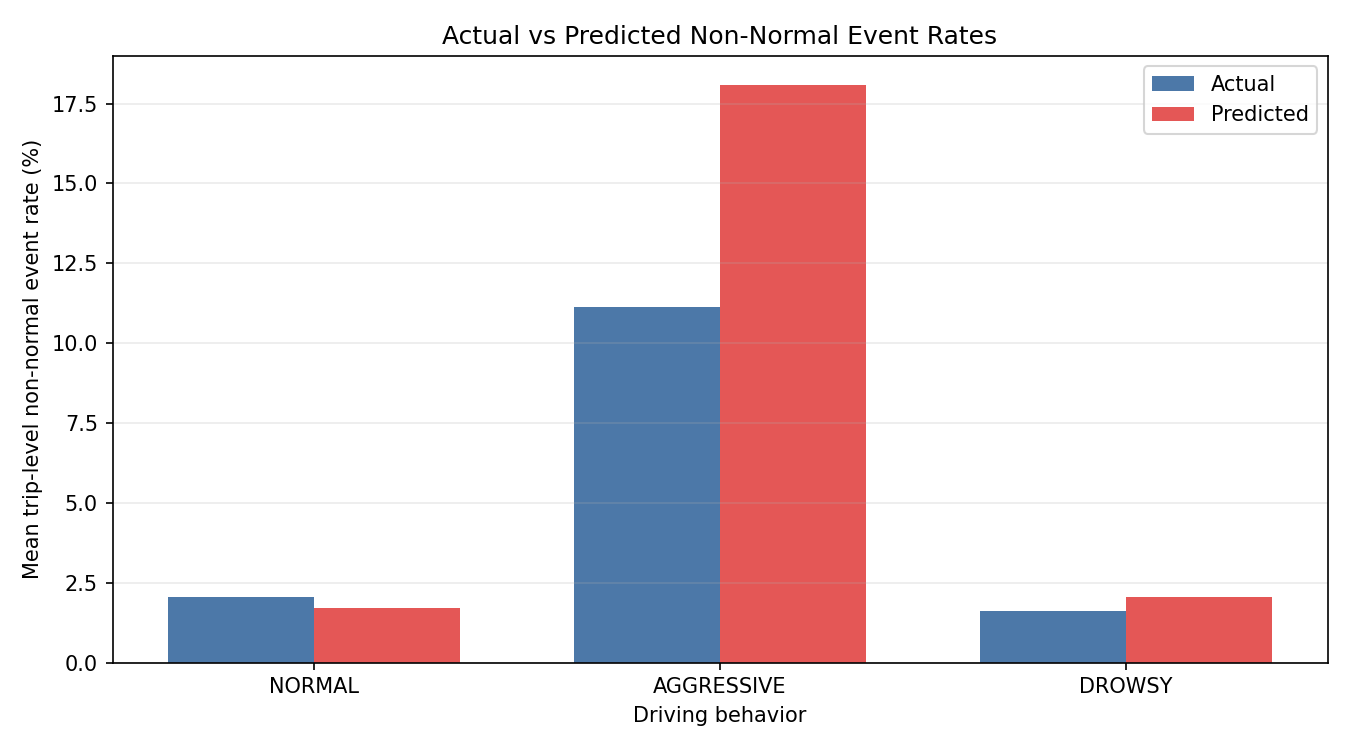 Actual vs Predicted Non-Normal Event Rates
Actual
Predicted
Mean trip-level non-normal event rate (%)
17.5
15.0
12.5
10.0
7.5
5.0
2.5
0.0
NORMAL
AGGRESSIVE
DROWSY
Driving behavior